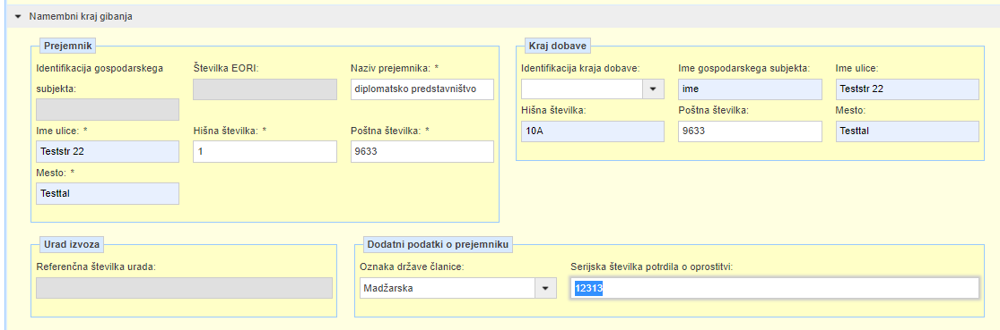 Namembni kraj gibanja
Prejemnik
Identifikacija gospodarskega
subjekta:
Številka EORI:
Naziv prejemnika: *
diplomatsko predstavništvo
Ime ulice: *
Hišna številka: *
Poštna številka: *
Teststr 22
1
9633
Mesto: *
Testtal
Kraj dobave
Identifikacija kraja dobave:
Ime gospodarskega subjekta:
Ime ulice:
ime
Teststr 22
Hišna številka:
Poštna številka:
Mesto:
10A
9633
Testtal
Urad izvoza
Referenčna številka urada:
Dodatni podatki o prejemniku
Oznaka države članice:
Serijska številka potrdila o oprostitvi:
Madžarska
12313